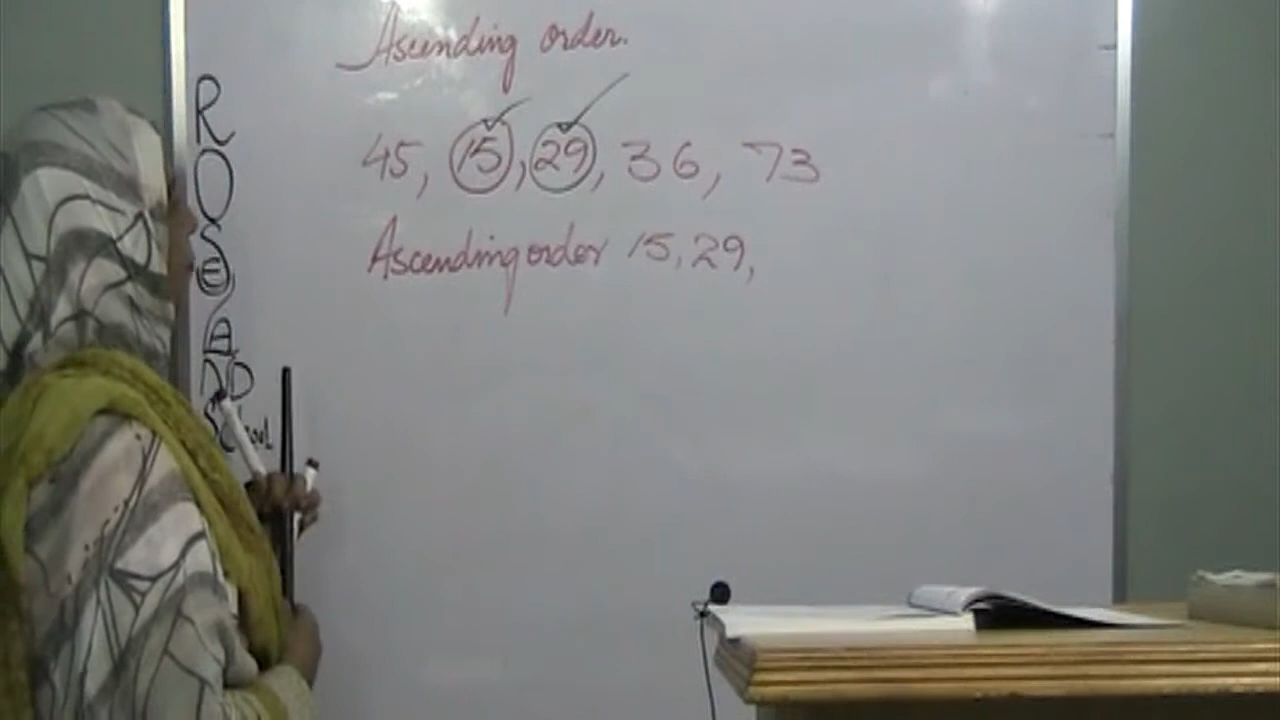 Ascending order.
45, 15, 29, 36, 73
Ascending order 15, 29,
ROSe AND School